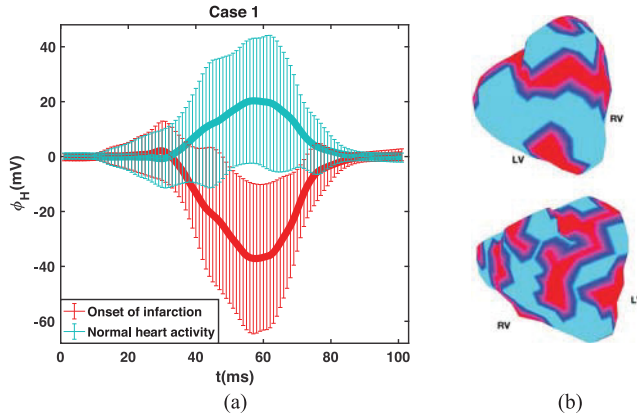 Case 1
40
20
0
-20
-40
-60
ϕH(mV)
Onset of infarction
Normal heart activity
0
20
40
60
80
100
t(ms)
(a)
RV
LV
RV
L
(b)